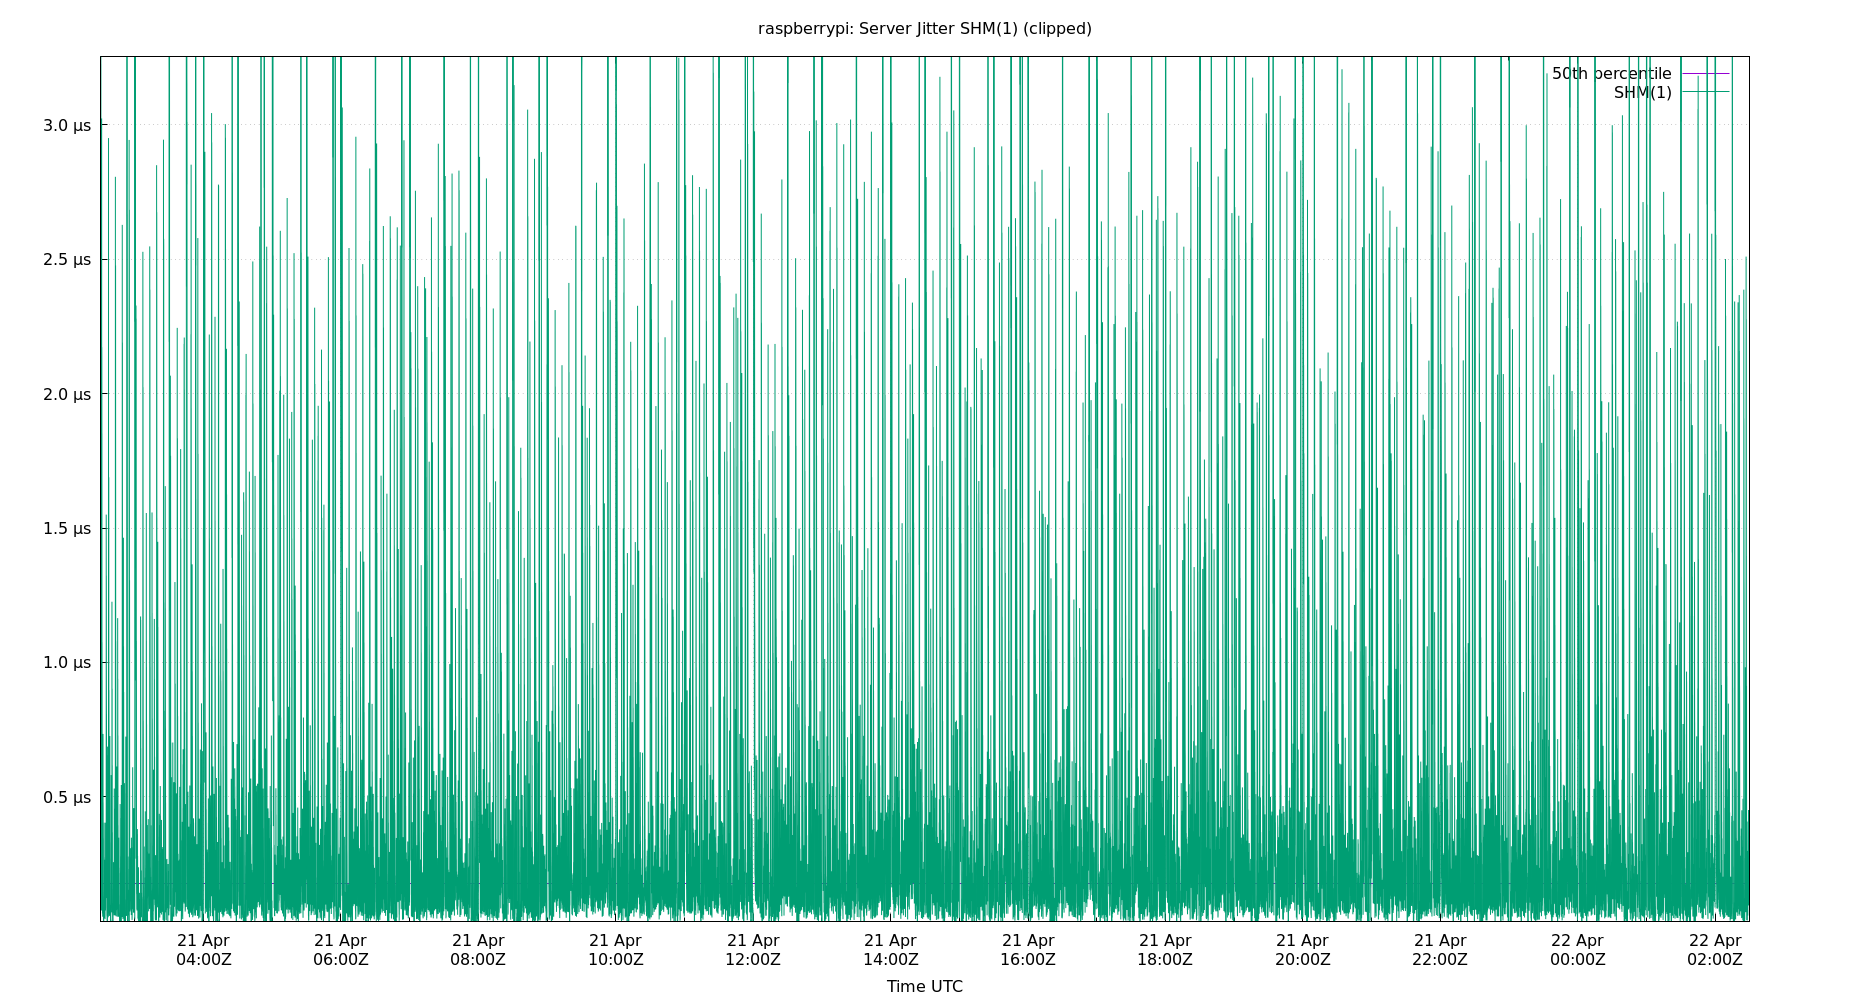 raspberrypi: Server Jitter SHM(1) (clipped)
50th percentile
SHM(1)
3.0 µs
2.5 µs
2.0 µs
1.5 µs
1.0 µs
0.5 µs
21 Apr 21 Apr 21 Apr 21 Apr 21 Apr 21 Apr 21 Apr 21 Apr 21 Apr 21 Apr 22 Apr 22 Apr
04:00Z 06:00Z 08:00Z 10:00Z 12:00Z 14:00Z 16:00Z 18:00Z 20:00Z 22:00Z 00:00Z 02:00Z
Time UTC